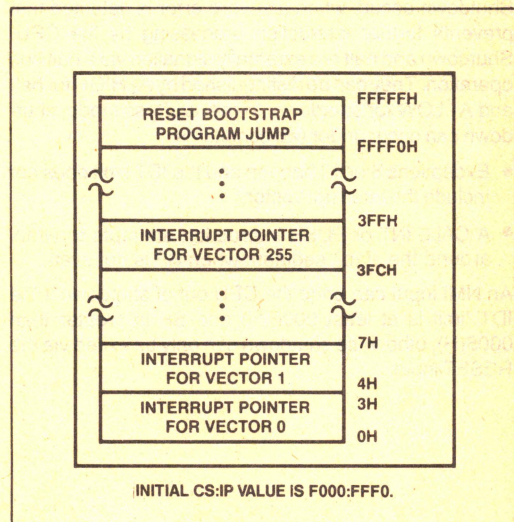 FFFFFH
RESET BOOTSTRAP
PROGRAM JUMP
FFFF0H
3FFH
INTERRUPT POINTER
FOR VECTOR 255
3FCH
7H
INTERRUPT POINTER
FOR VECTOR 1
4H
3H
INTERRUPT POINTER
FOR VECTOR 0
0H
INITIAL CS:IP VALUE IS F000:FFF0.